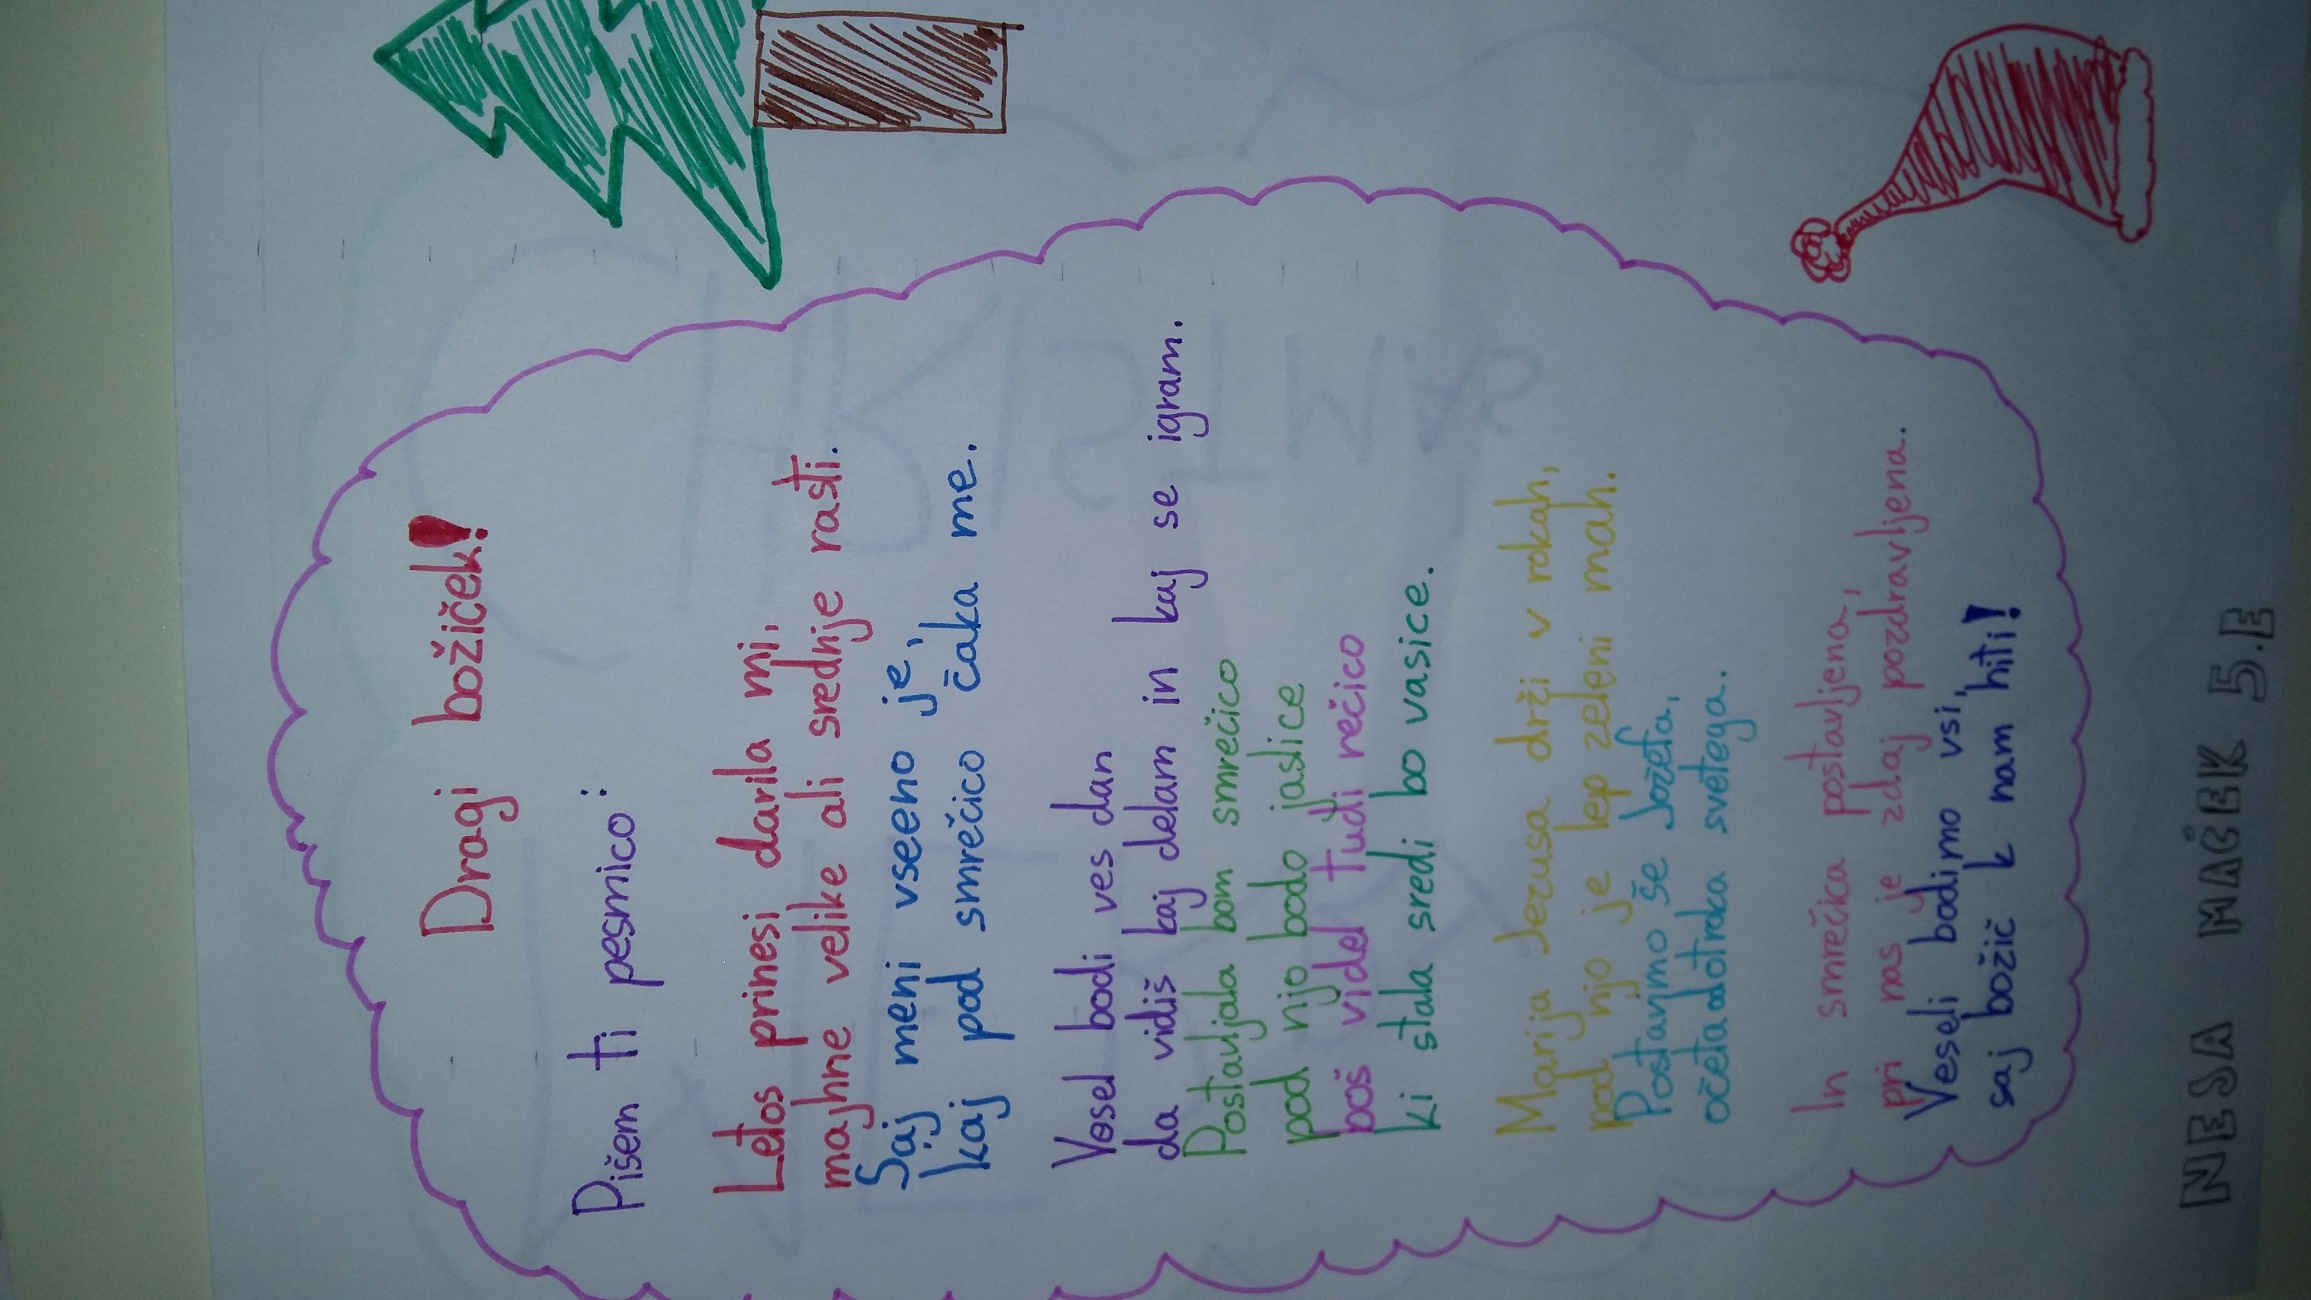 Dragi božiček!
Pišem ti pesmico:
Letos prinesi darila mi,
majhne velike ali srednje rasti.
Saj meni vseeno je,
kaj pod smrečico čaka me.
Vesel bodi ves dan
da vidiš kaj delam in kaj se igram.
Postavljala bom smrečico
pod njo bodo jaslice
boš videl tudi rečico
ki stala sredi bo vasice.
Marija Jezusa drži v rokah,
pod njo je lep zeleni mah.
Postavimo še Jožefa,
očeta od otroka svetega.
In smrečica postavljena,
pri nas je zdaj pozdravljena.
Veseli bodimo vsi,
saj božič k nam hiti!
NESA MAČEK 5.E
CHRISTMAS